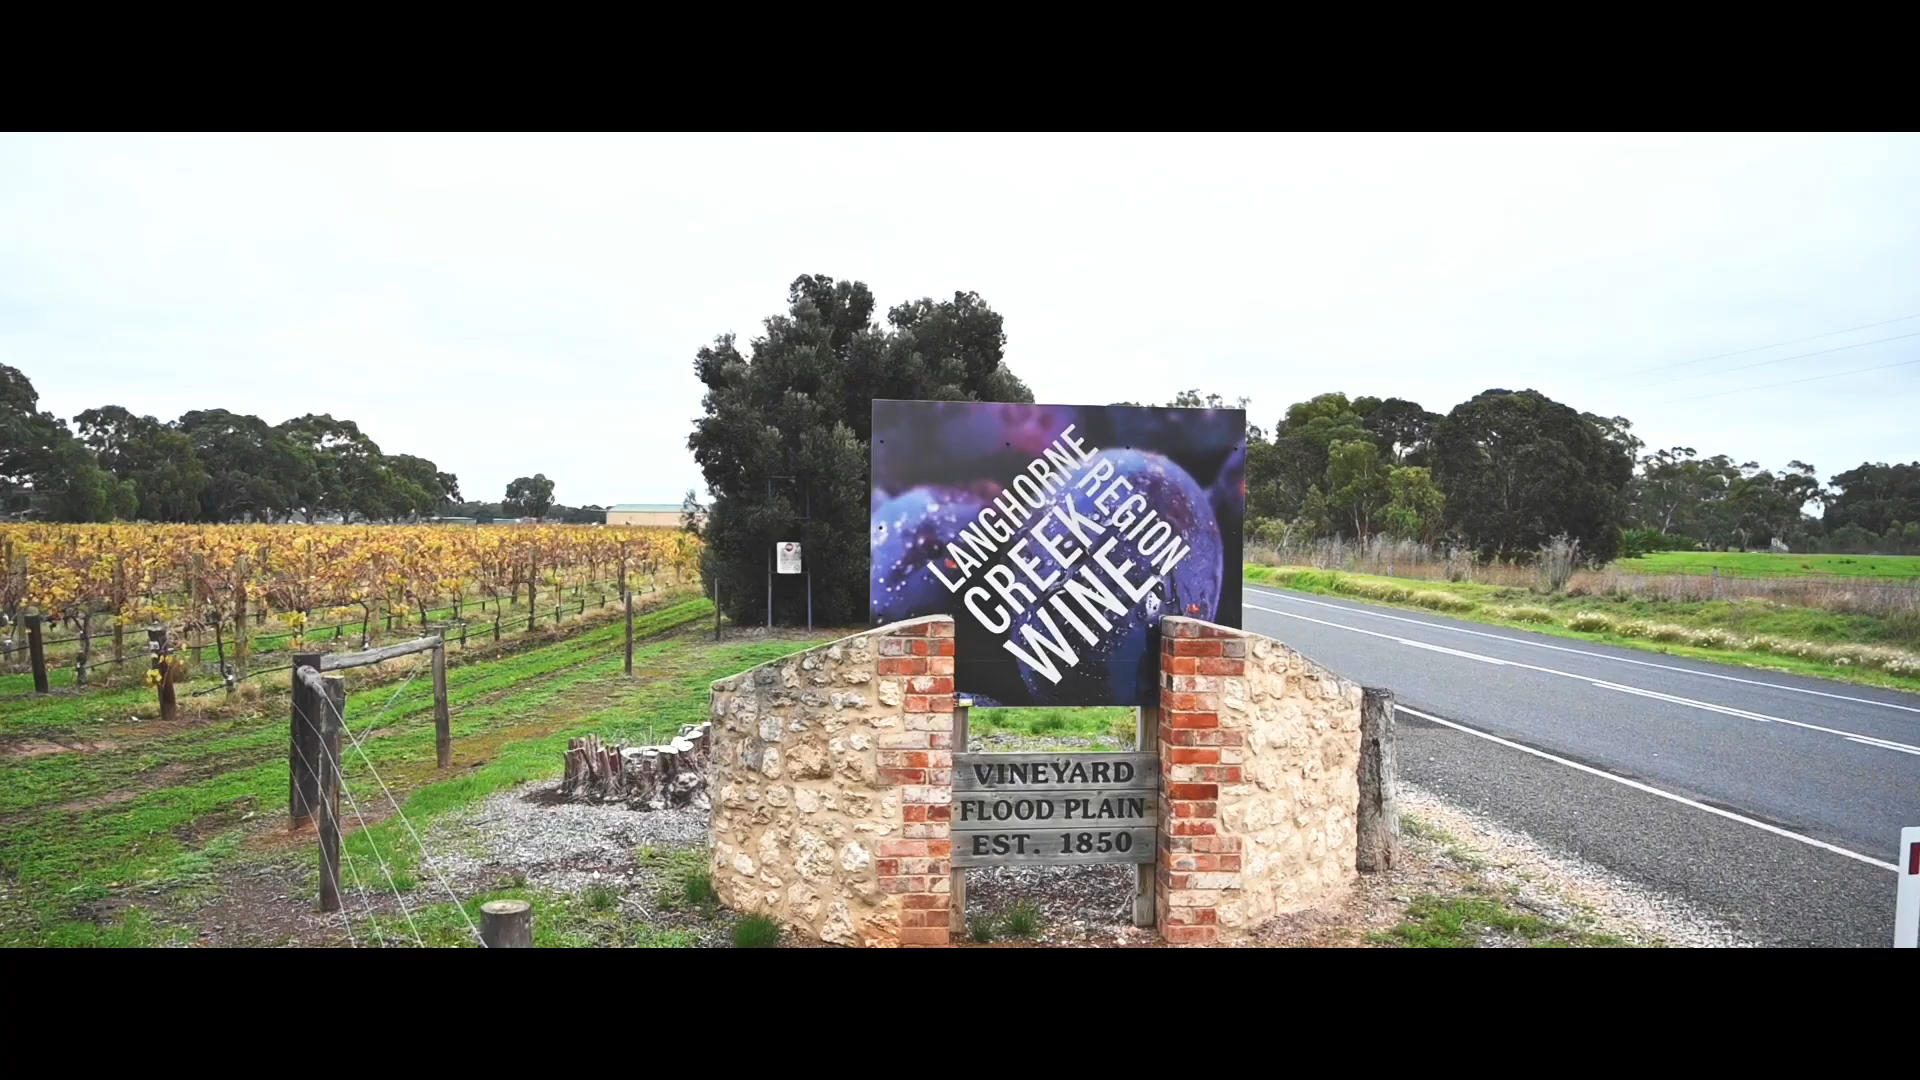 LANGHORNE
CREEK
WINE
REGION
VINEYARD
FLOOD PLAIN
EST. 1850